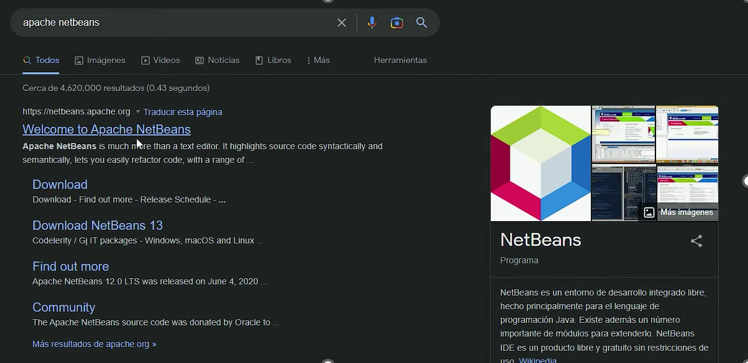 apache netbeans
Todos Imágenes Videos Noticias Libros Más Herramientas
Cerca de 4,620,000 resultados (0.43 segundos)
https://netbeans.apache.org Traducir esta página
Welcome to Apache NetBeans
Apache NetBeans is much more than a text editor. It highlights source code syntactically and
semantically, lets you easily refactor code, with a range of ...
Download
Download - Find out more - Release Schedule - ...
Download NetBeans 13
Codelerity / Gj IT packages - Windows, macOS and Linux ...
Find out more
Apache NetBeans 12.0 LTS was released on June 4, 2020 ...
Community
The Apache NetBeans source code was donated by Oracle to ...
Más resultados de apache.org »
Más imágenes
NetBeans
Programa
NetBeans es un entorno de desarrollo integrado libre,
hecho principalmente para el lenguaje de
programación Java. Existe además un número
importante de módulos para extenderlo. NetBeans
IDE es un producto libre y gratuito sin restricciones de
uso. Wikipedia